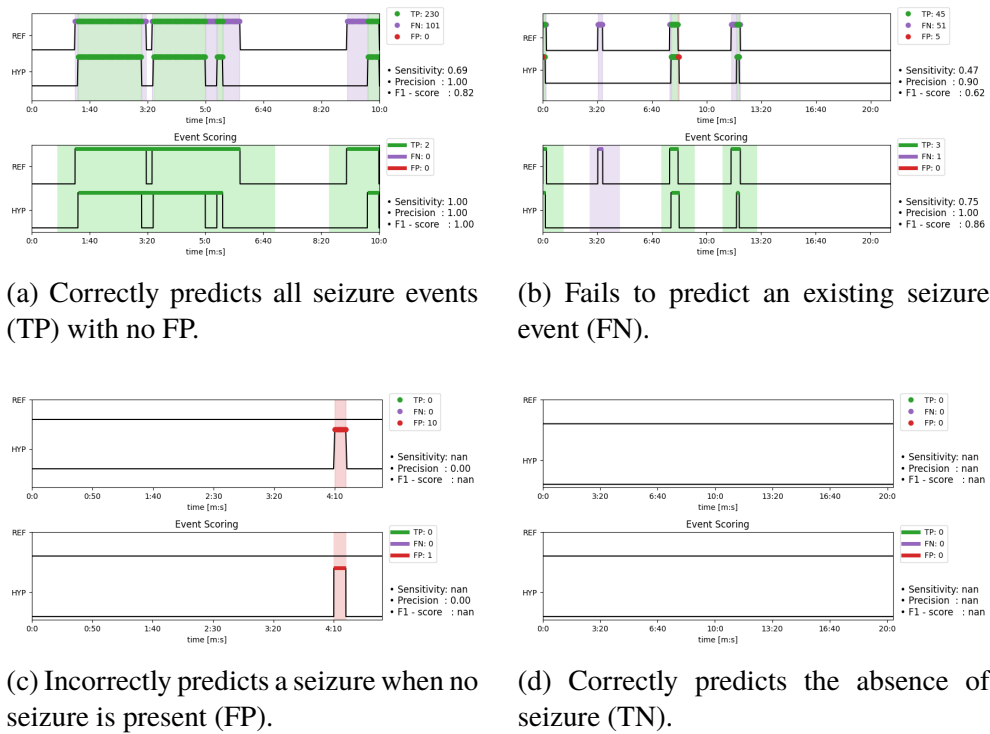 REF
HYP
TP: 230
FN: 101
FP: 0
• Sensitivity: 0.69
• Precision : 1.00
• F1 - score : 0.82
0:0 1:40 3:20 5:0 6:40 8:20 10:0
time [m:s]
Event Scoring
REF
HYP
TP: 2
FN: 0
FP: 0
• Sensitivity: 1.00
• Precision : 1.00
• F1 - score : 1.00
0:0 1:40 3:20 5:0 6:40 8:20 10:0
time [m:s]
(a) Correctly predicts all seizure events
(TP) with no FP.
REF
HYP
TP: 45
FN: 51
FP: 5
• Sensitivity: 0.47
• Precision : 0.90
• F1 - score : 0.62
0:0 3:20 6:40 10:0 13:20 16:40 20:0
time [m:s]
Event Scoring
REF
HYP
TP: 3
FN: 1
FP: 0
• Sensitivity: 0.75
• Precision : 1.00
• F1 - score : 0.86
0:0 3:20 6:40 10:0 13:20 16:40 20:0
time [m:s]
(b) Fails to predict an existing seizure
event (FN).
REF
HYP
TP: 0
FN: 0
FP: 10
• Sensitivity: nan
• Precision : 0.00
• F1 - score : nan
0:0 0:50 1:40 2:30 3:20 4:10
time [m:s]
Event Scoring
REF
HYP
TP: 0
FN: 0
FP: 1
• Sensitivity: nan
• Precision : 0.00
• F1 - score : nan
0:0 0:50 1:40 2:30 3:20 4:10
time [m:s]
(c) Incorrectly predicts a seizure when no
seizure is present (FP).
REF
HYP
TP: 0
FN: 0
FP: 0
• Sensitivity: nan
• Precision : nan
• F1 - score : nan
0:0 3:20 6:40 10:0 13:20 16:40 20:0
time [m:s]
Event Scoring
REF
HYP
TP: 0
FN: 0
FP: 0
• Sensitivity: nan
• Precision : nan
• F1 - score : nan
0:0 3:20 6:40 10:0 13:20 16:40 20:0
time [m:s]
(d) Correctly predicts the absence of
seizure (TN).